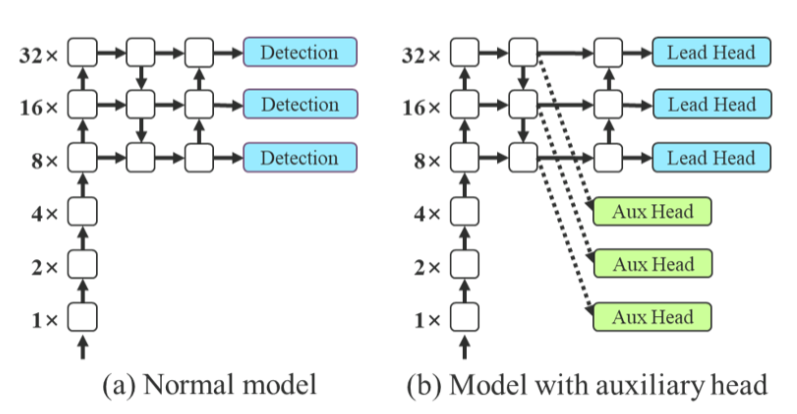 32× Detection 32× Lead Head
16× Detection 16× Lead Head
8× Detection 8× Lead Head
4× 4× Aux Head
2× 2× Aux Head
1× 1× Aux Head
(a) Normal model (b) Model with auxiliary head